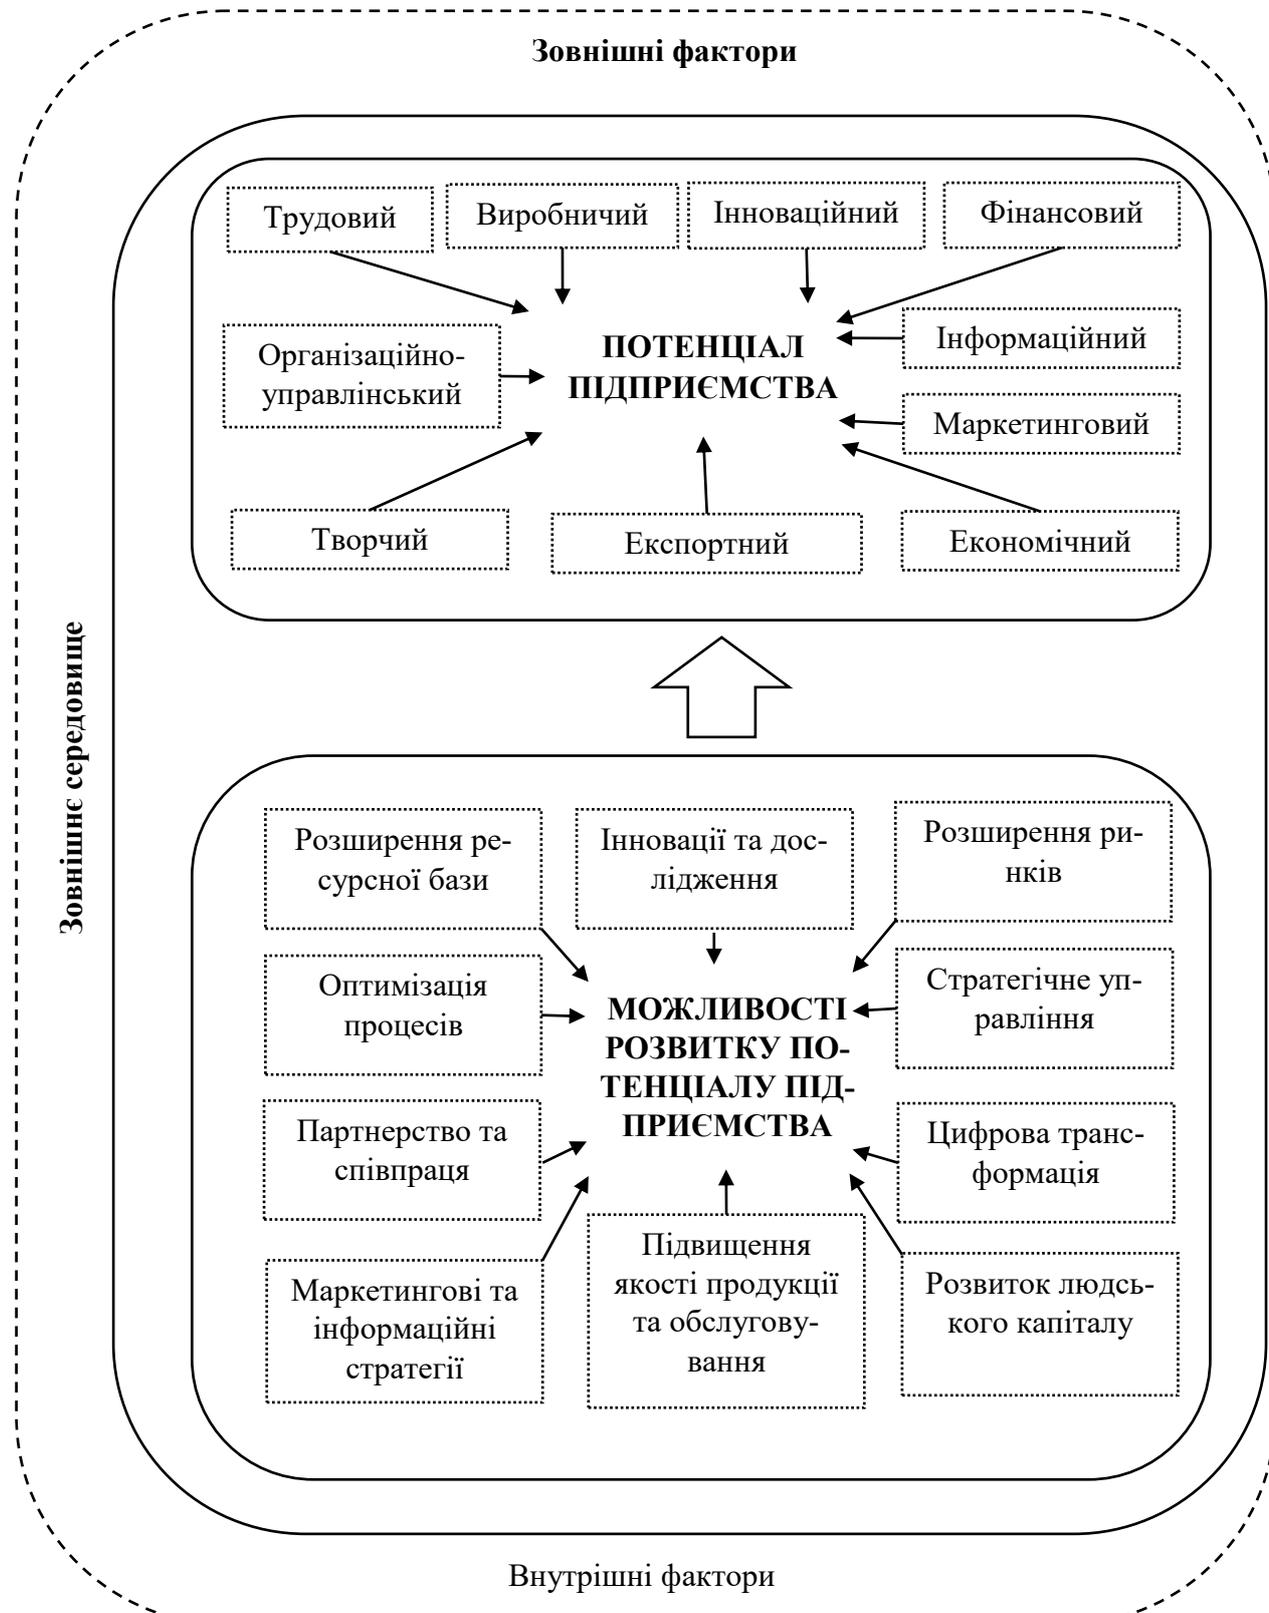 Зовнішні фактори
Трудовий
Виробничий
Інноваційний
Фінансовий
Організаційно-
управлінський
ПОТЕНЦІАЛ
ПІДПРИЄМСТВА
Інформаційний
Маркетинговий
Творчий
Експортний
Економічний
Зовнішнє середовище
Розширення ре-
сурсної бази
Інновації та дос-
лідження
Розширення ри-
нків
Оптимізація
процесів
МОЖЛИВОСТІ
РОЗВИТКУ ПО-
ТЕНЦІАЛУ ПІД-
ПРИЄМСТВА
Стратегічне уп-
равління
Партнерство та
співпраця
Цифрова транс-
формація
Маркетингові та
інформаційні
стратегії
Підвищення
якості продукції
та обслугову-
вання
Розвиток людсь-
кого капіталу
Внутрішні фактори